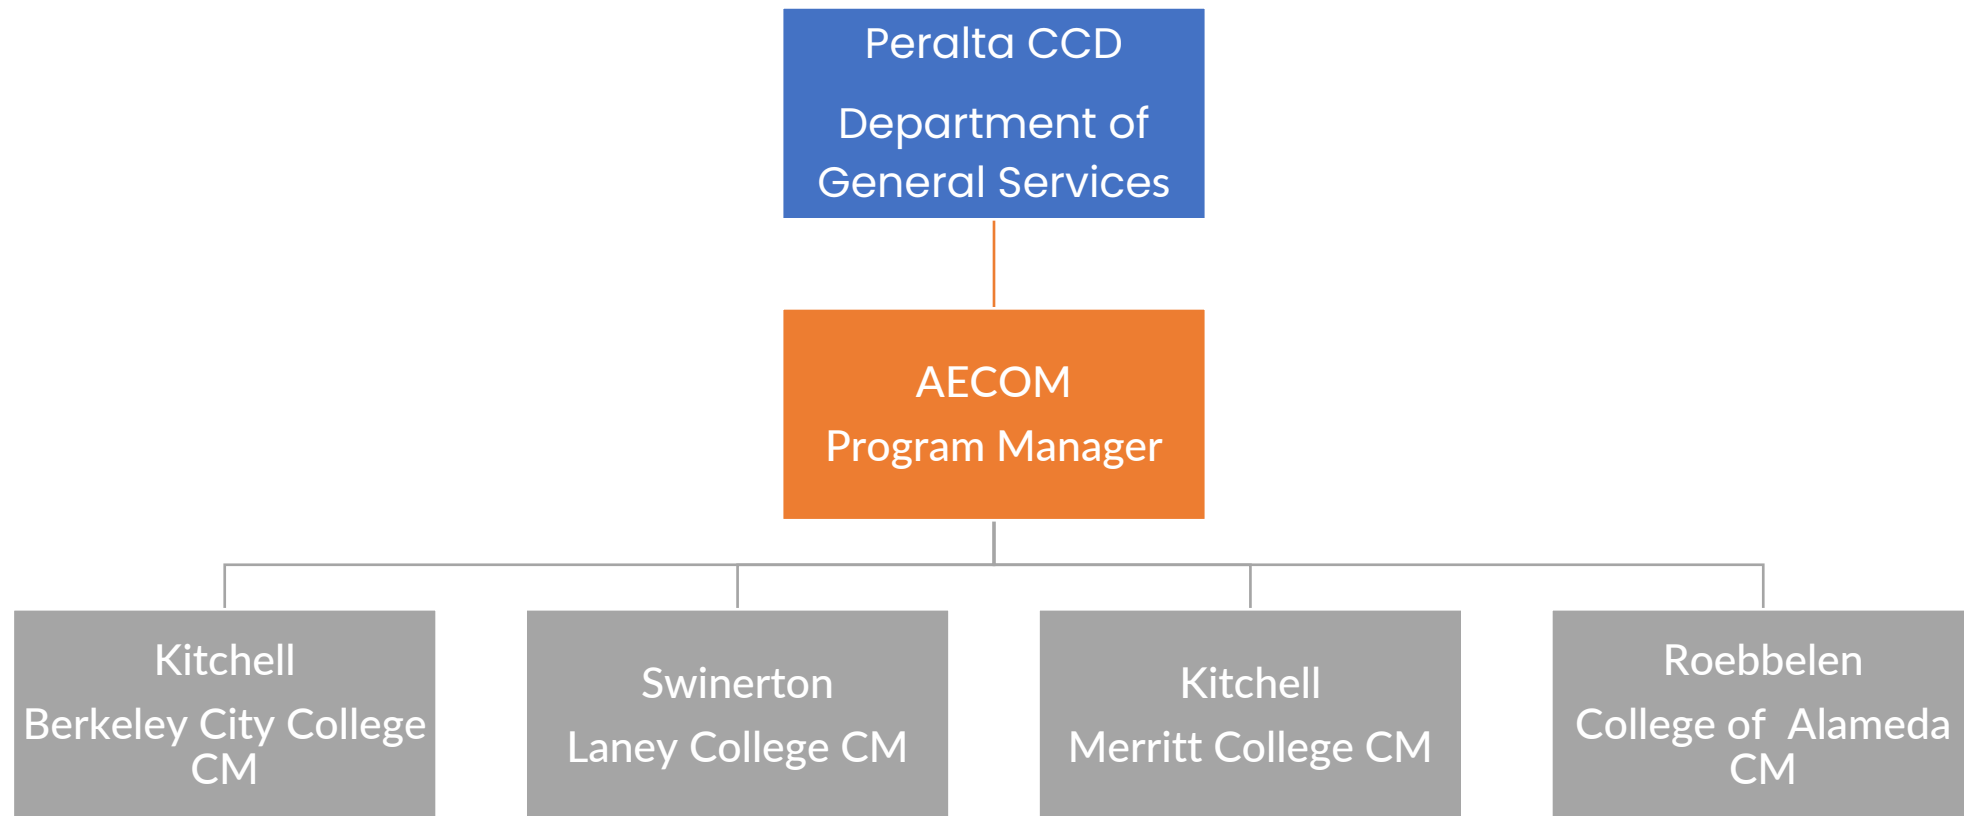 Peralta CCD
Department of
General Services
AECOM
Program Manager
Kitchell
Berkeley City College
CM
Swinerton
Laney College CM
Kitchell
Merritt College CM
Roebbelen
College of  Alameda
CM